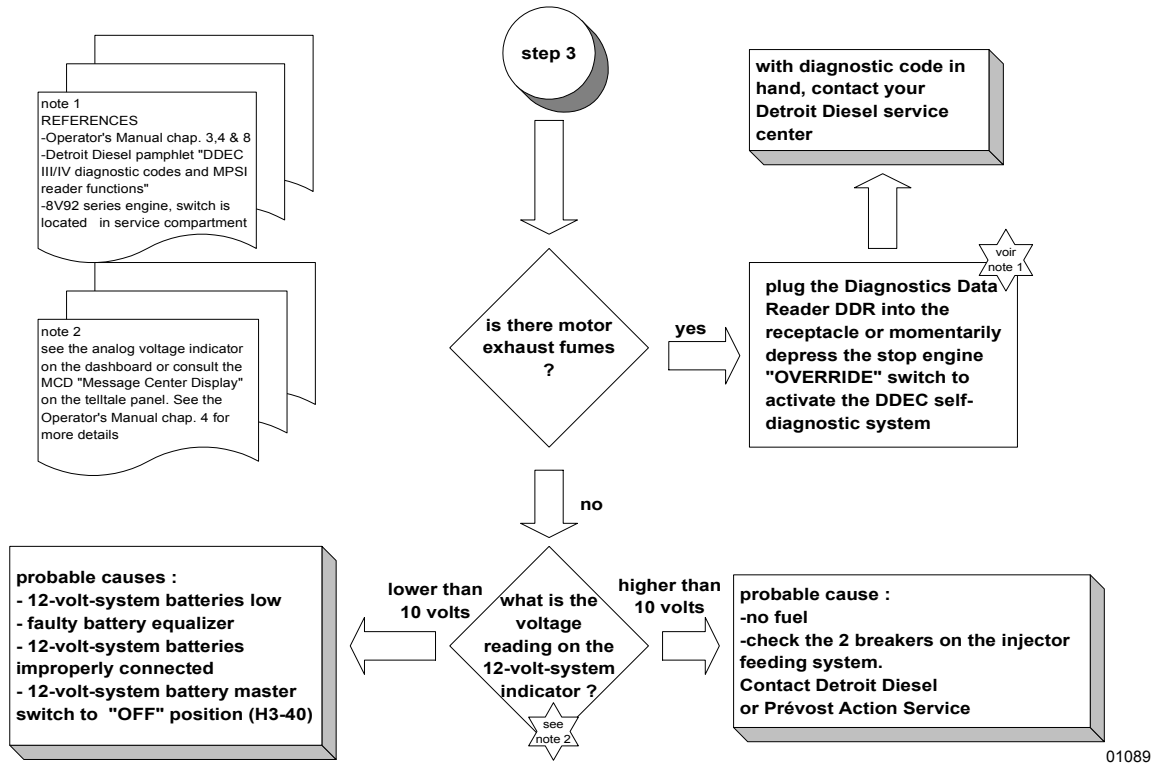 step 3
with diagnostic code in
hand, contact your
Detroit Diesel service
center
note 1
REFERENCES
-Operator's Manual chap. 3,4 & 8
-Detroit Diesel pamphlet "DDEC
III/IV diagnostic codes and MPSI
reader functions"
-8V92 series engine, switch is
located in service compartment
voir
note 1
note 2
see the analog voltage indicator
on the dashboard or consult the
MCD "Message Center Display"
on the telltale panel. See the
Operator's Manual chap. 4 for
more details
is there motor
exhaust fumes
?
yes
plug the Diagnostics Data
Reader DDR into the
receptacle or momentarily
depress the stop engine
"OVERRIDE" switch to
activate the DDEC self-
diagnostic system
no
probable causes :
- 12-volt-system batteries low
- faulty battery equalizer
- 12-volt-system batteries
improperly connected
- 12-volt-system battery master
switch to "OFF" position (H3-40)
lower than
10 volts
what is the
voltage
reading on the
12-volt-system
indicator ?
see
note 2
higher than
10 volts
probable cause :
-no fuel
-check the 2 breakers on the injector
feeding system.
Contact Detroit Diesel
or Prévost Action Service
01089